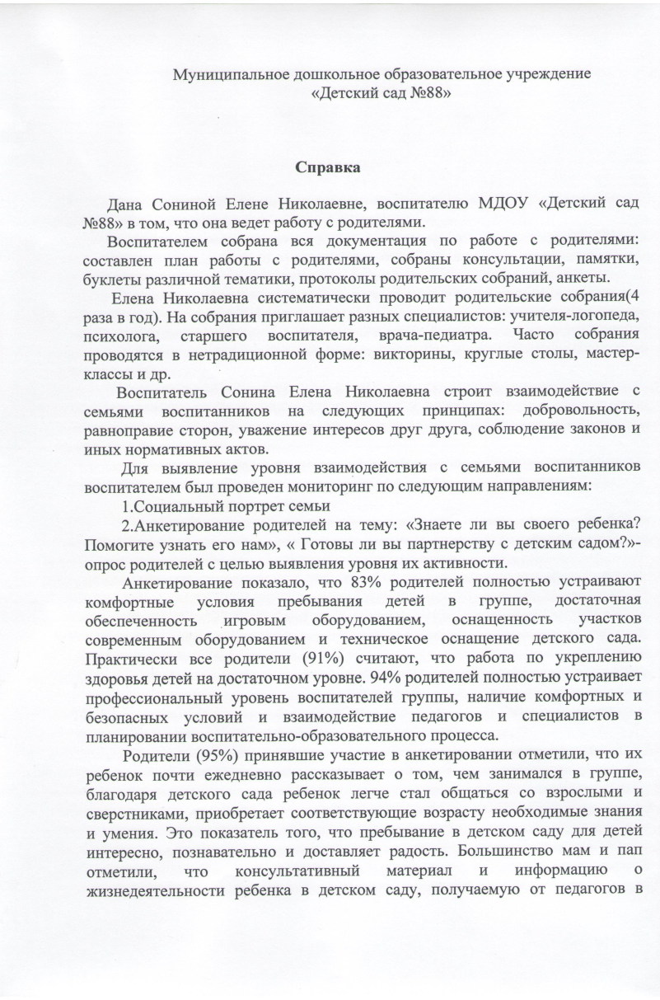 Муниципальное дошкольное образовательное учреждение
«Детский сад №88»
Справка
Дана Сониной Елене Николаевне, воспитателю МДОУ «Детский сад
№88» в том, что она ведет работу с родителями.
Воспитателем собрана вся документация по работе с родителями:
составлен план работы с родителями, собраны консультации, памятки,
буклеты различной тематики, протоколы родительских собраний, анкеты.
Елена Николаевна систематически проводит родительские собрания(4
раза в год). На собрания приглашает разных специалистов: учителя-логопеда,
психолога, старшего воспитателя, врача-педиатра. Часто собрания
проводятся в нетрадиционной форме: викторины, круглые столы, мастер-
классы и др.
Воспитатель Сонина Елена Николаевна строит взаимодействие с
семьями воспитанников на следующих принципах: добровольность,
равноправие сторон, уважение интересов друг друга, соблюдение законов и
иных нормативных актов.
Для выявление уровня взаимодействия с семьями воспитанников
воспитателем был проведен мониторинг по следующим направлениям:
1.Социальный портрет семьи
2.Анкетирование родителей на тему: «Знаете ли вы своего ребенка?
Помогите узнать его нам», « Готовы ли вы партнерству с детским садом?»-
опрос родителей с целью выявления уровня их активности.
Анкетирование показало, что 83% родителей полностью устраивают
комфортные условия пребывания детей в группе, достаточная
обеспеченность игровым оборудованием, оснащенность участков
современным оборудованием и техническое оснащение детского сада.
Практически все родители (91%) считают, что работа по укреплению
здоровья детей на достаточном уровне. 94% родителей полностью устраивает
профессиональный уровень воспитателей группы, наличие комфортных и
безопасных условий и взаимодействие педагогов и специалистов в
планировании воспитательно-образовательного процесса.
Родители (95%) принявшие участие в анкетировании отметили, что их
ребенок почти ежедневно рассказывает о том, чем занимался в группе,
благодаря детского сада ребенок легче стал общаться со взрослыми и
сверстниками, приобретает соответствующие возрасту необходимые знания
и умения. Это показатель того, что пребывание в детском саду для детей
интересно, познавательно и доставляет радость. Большинство мам и пап
отметили, что консультативный материал и информацию о
жизнедеятельности ребенка в детском саду, получаемую от педагогов в